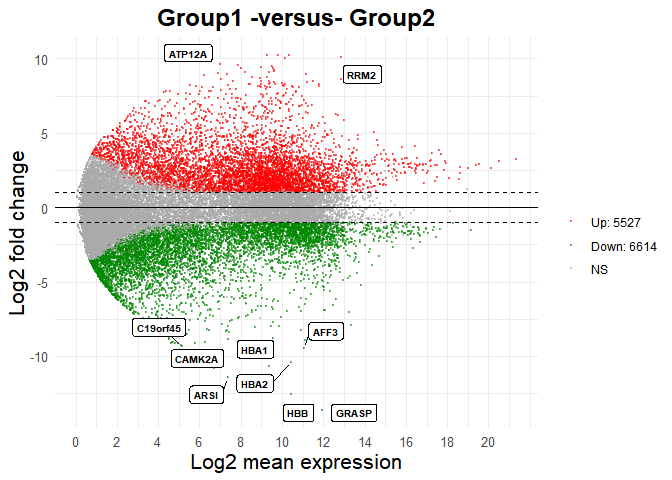 Group1 -versus- Group2
Log2 fold change
10
5
0
-5
-10
ATP12A
RRM2
C19orf45
CAMK2A
HBA1
AFF3
ARSI
HBA2
HBB
GRASP
Up: 5527
Down: 6614
NS
0 2 4 6 8 10 12 14 16 18 20
Log2 mean expression